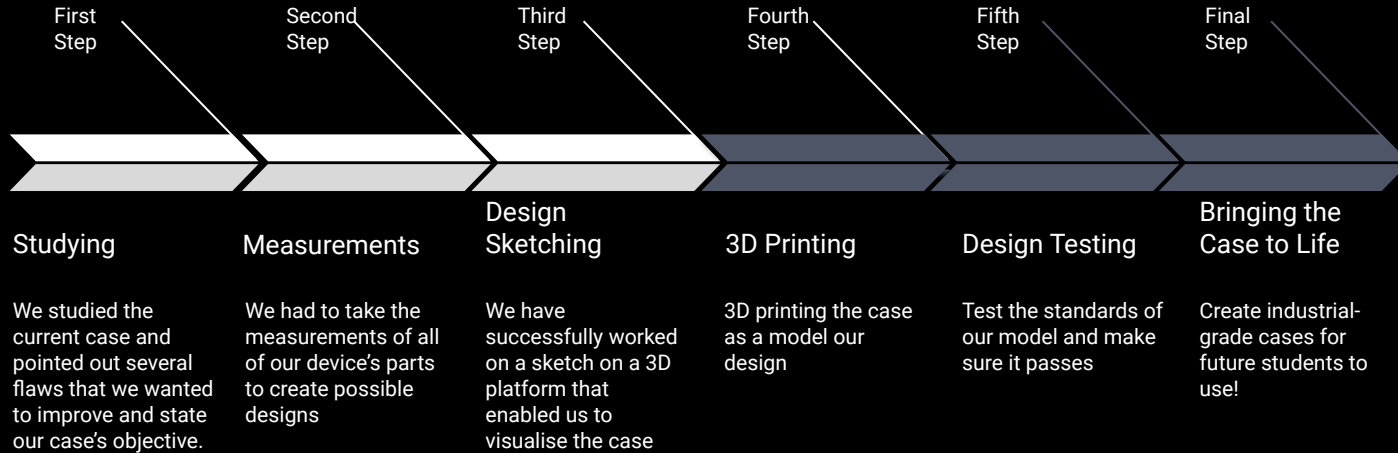 First
Step
Second
Step
Third
Step
Fourth
Step
Fifth
Step
Final
Step
Studying
We studied the
current case and
pointed out several
flaws that we wanted
to improve and state
our case’s objective.
Measurements
We had to take the
measurements of all
of our device’s parts
to create possible
designs
Design
Sketching
We have
successfully worked
on a sketch on a 3D
platform that
enabled us to
visualise the case
3D Printing
3D printing the case
as a model our
design
Design Testing
Test the standards of
our model and make
sure it passes
Bringing the
Case to Life
Create industrial-
grade cases for
future students to
use!